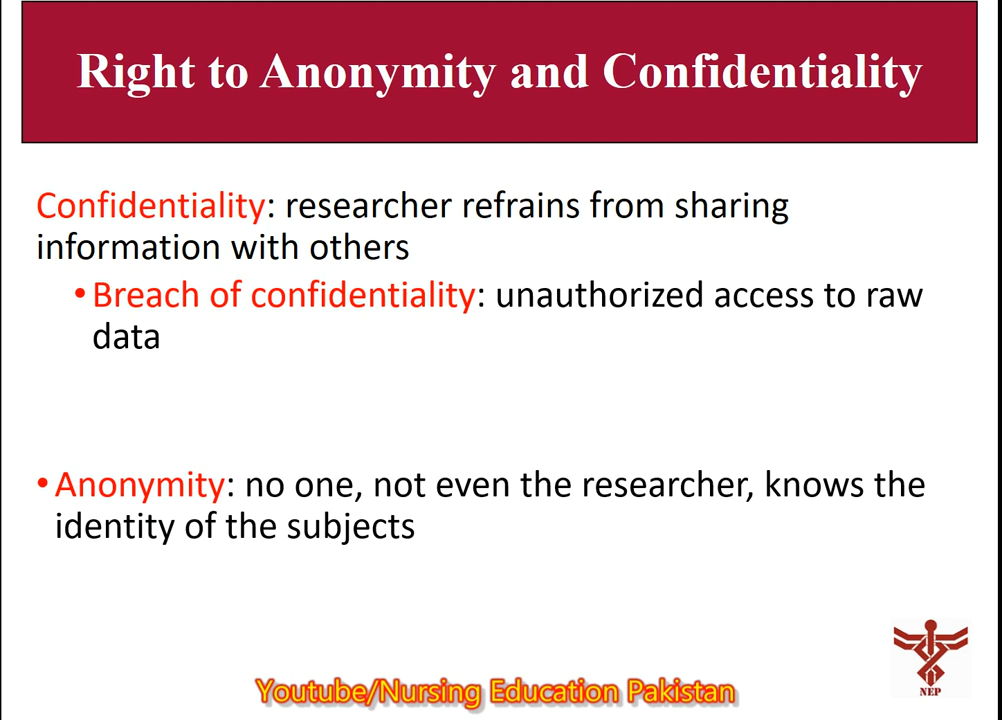 Right to Anonymity and Confidentiality
Confidentiality: researcher refrains from sharing
information with others
• Breach of confidentiality: unauthorized access to raw
data
• Anonymity: no one, not even the researcher, knows the
identity of the subjects
NEP
Youtube/Nursing Education Pakistan